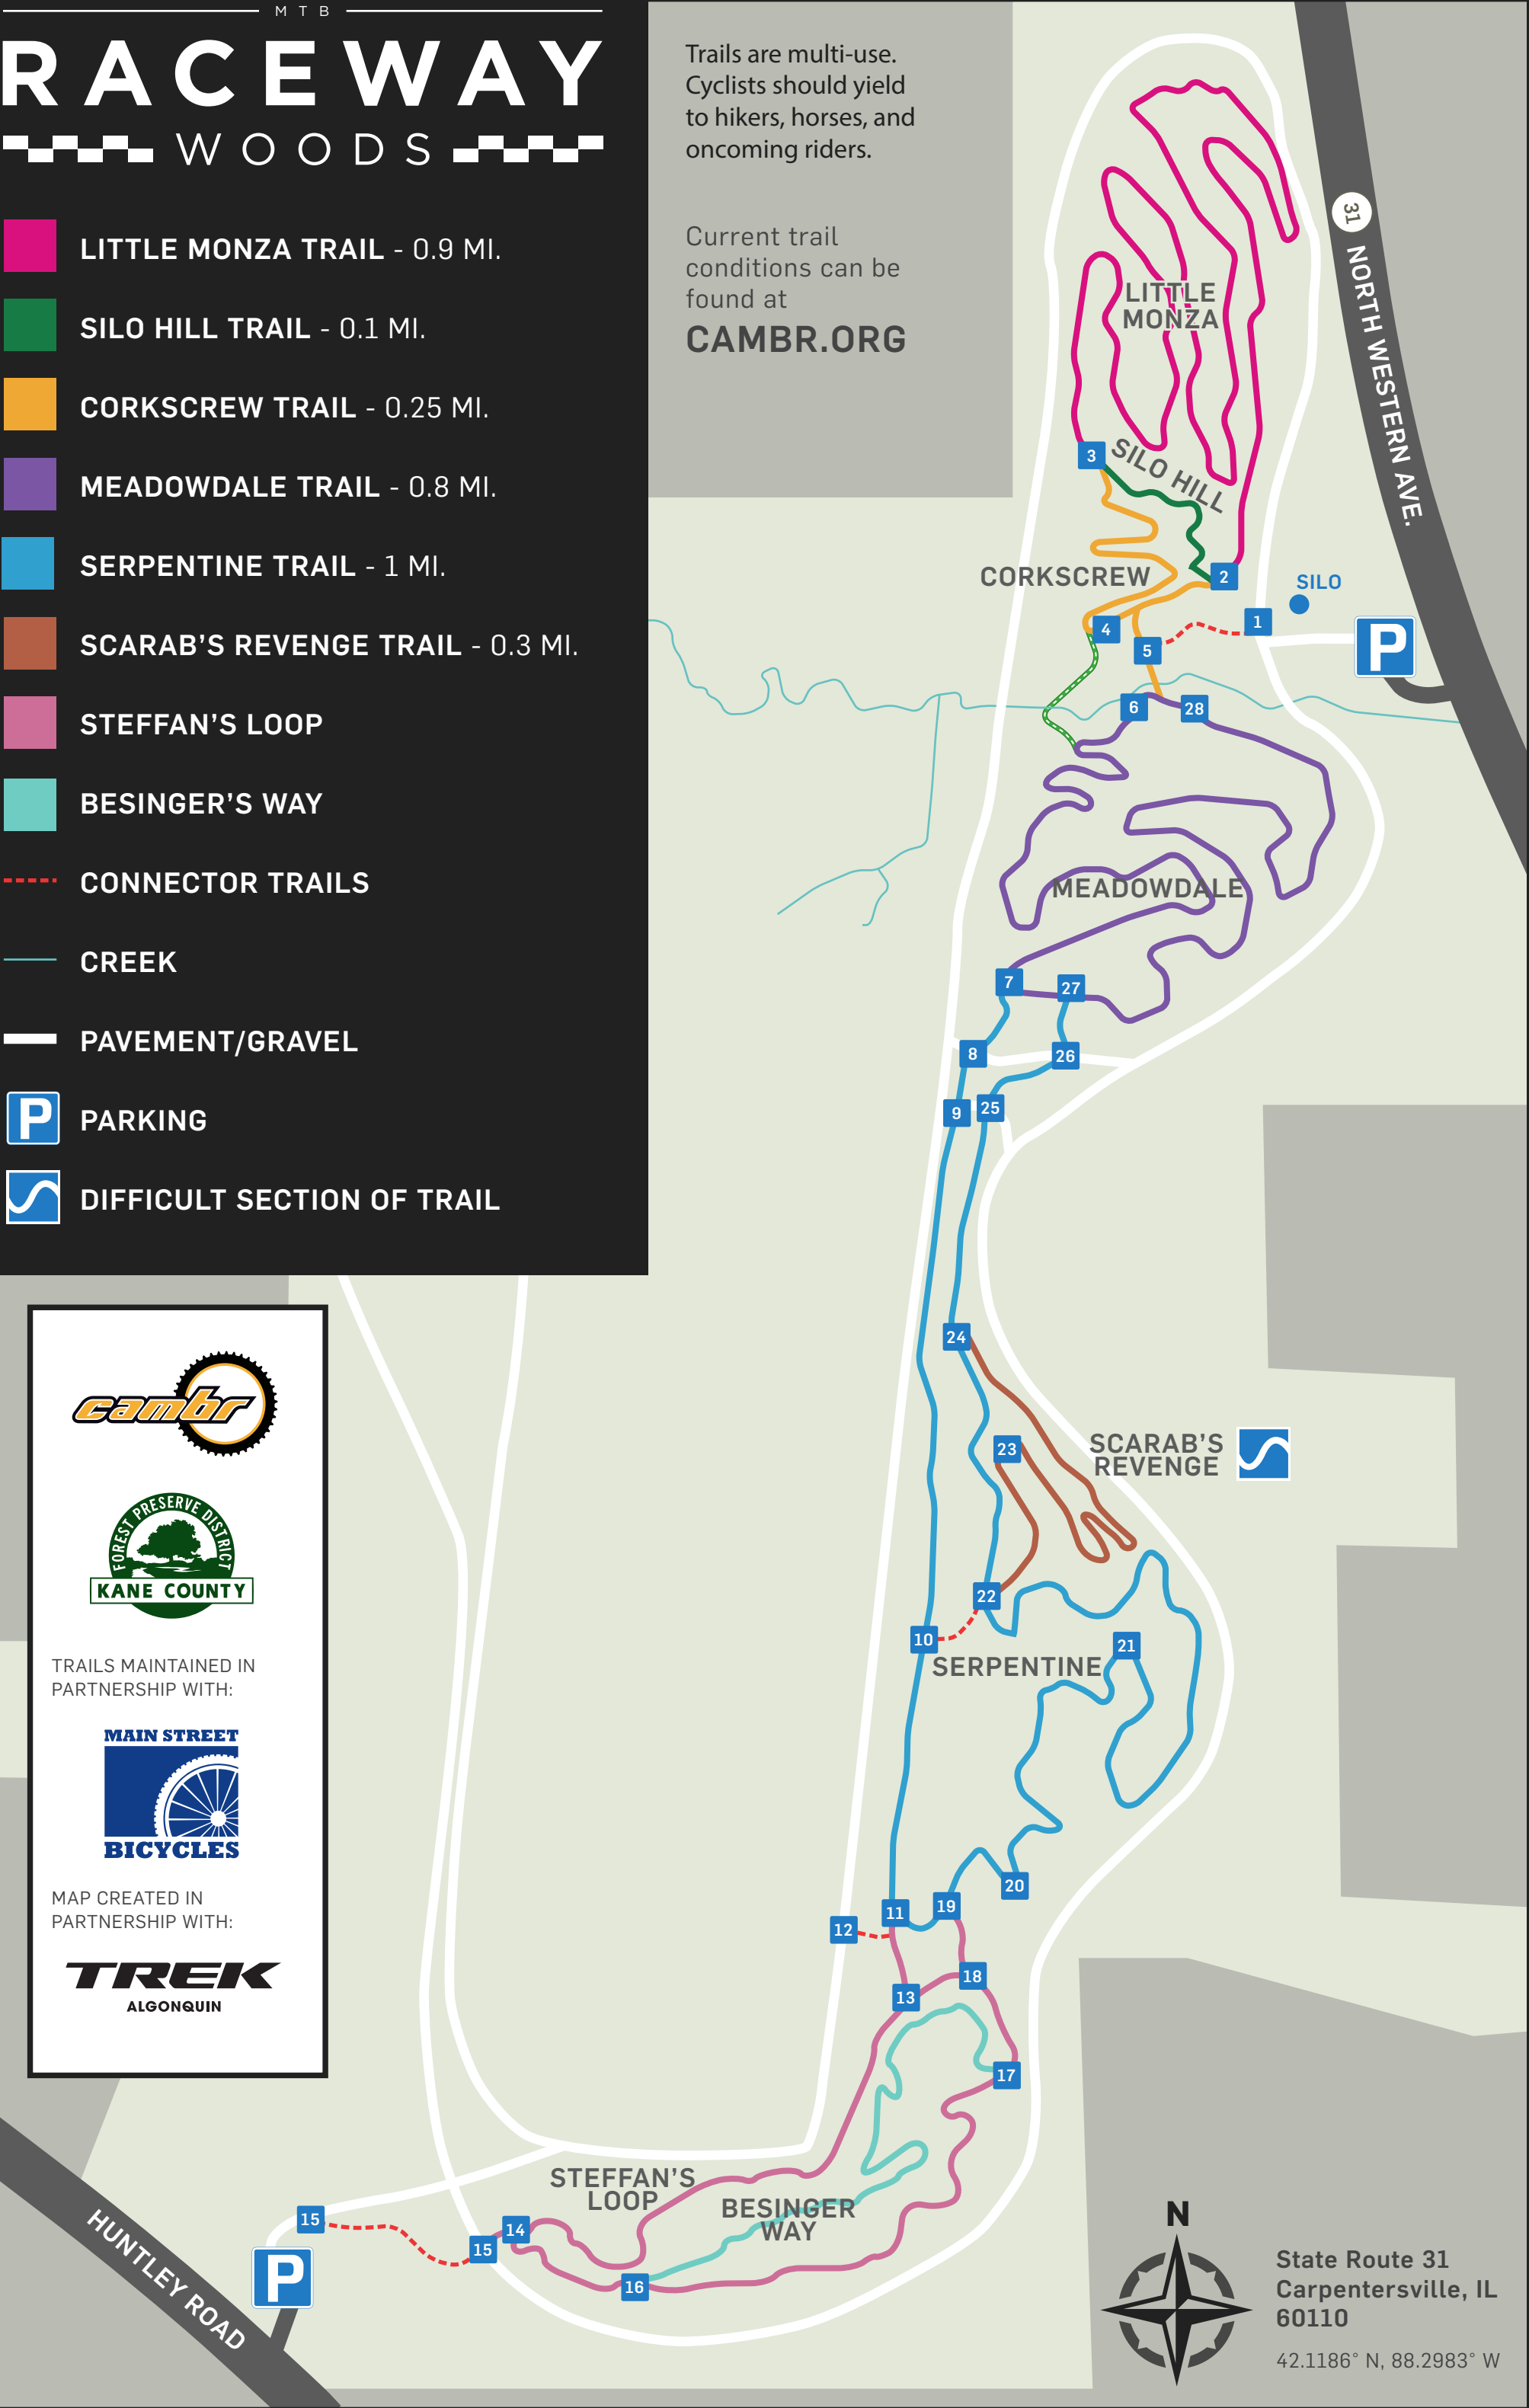 MTB
RACEWAY
WOODS
LITTLE MONZA TRAIL - 0.9 MI.
SILO HILL TRAIL - 0.1 MI.
CORKSCREW TRAIL - 0.25 MI.
MEADOWDALE TRAIL - 0.8 MI.
SERPENTINE TRAIL - 1 MI.
SCARAB'S REVENGE TRAIL - 0.3 MI.
STEFFAN'S LOOP
BESINGER'S WAY
CONNECTOR TRAILS
CREEK
PAVEMENT/GRAVEL
P PARKING
DIFFICULT SECTION OF TRAIL
Trails are multi-use.
Cyclists should yield
to hikers, horses, and
oncoming riders.
Current trail
conditions can be
found at
CAMBR.ORG
31 NORTH WESTERN AVE.
LITTLE
MONZA
3
SILO HILL
CORKSCREW
2
SILO
1
4
5
P
6
28
MEADOWDALE
7
27
8
26
9
25
24
23
SCARAB'S
REVENGE
22
10
21
SERPENTINE
20
19
11
12
18
13
17
STEFFAN'S
LOOP
BESINGER
WAY
15
14
15
16
P
HUNTLEY ROAD
cambr
FOREST PRESERVE DISTRICT
KANE COUNTY
TRAILS MAINTAINED IN
PARTNERSHIP WITH:
MAIN STREET
BICYCLES
MAP CREATED IN
PARTNERSHIP WITH:
TREK
ALGONQUIN
N
State Route 31
Carpentersville, IL
60110
42.1186° N, 88.2983° W